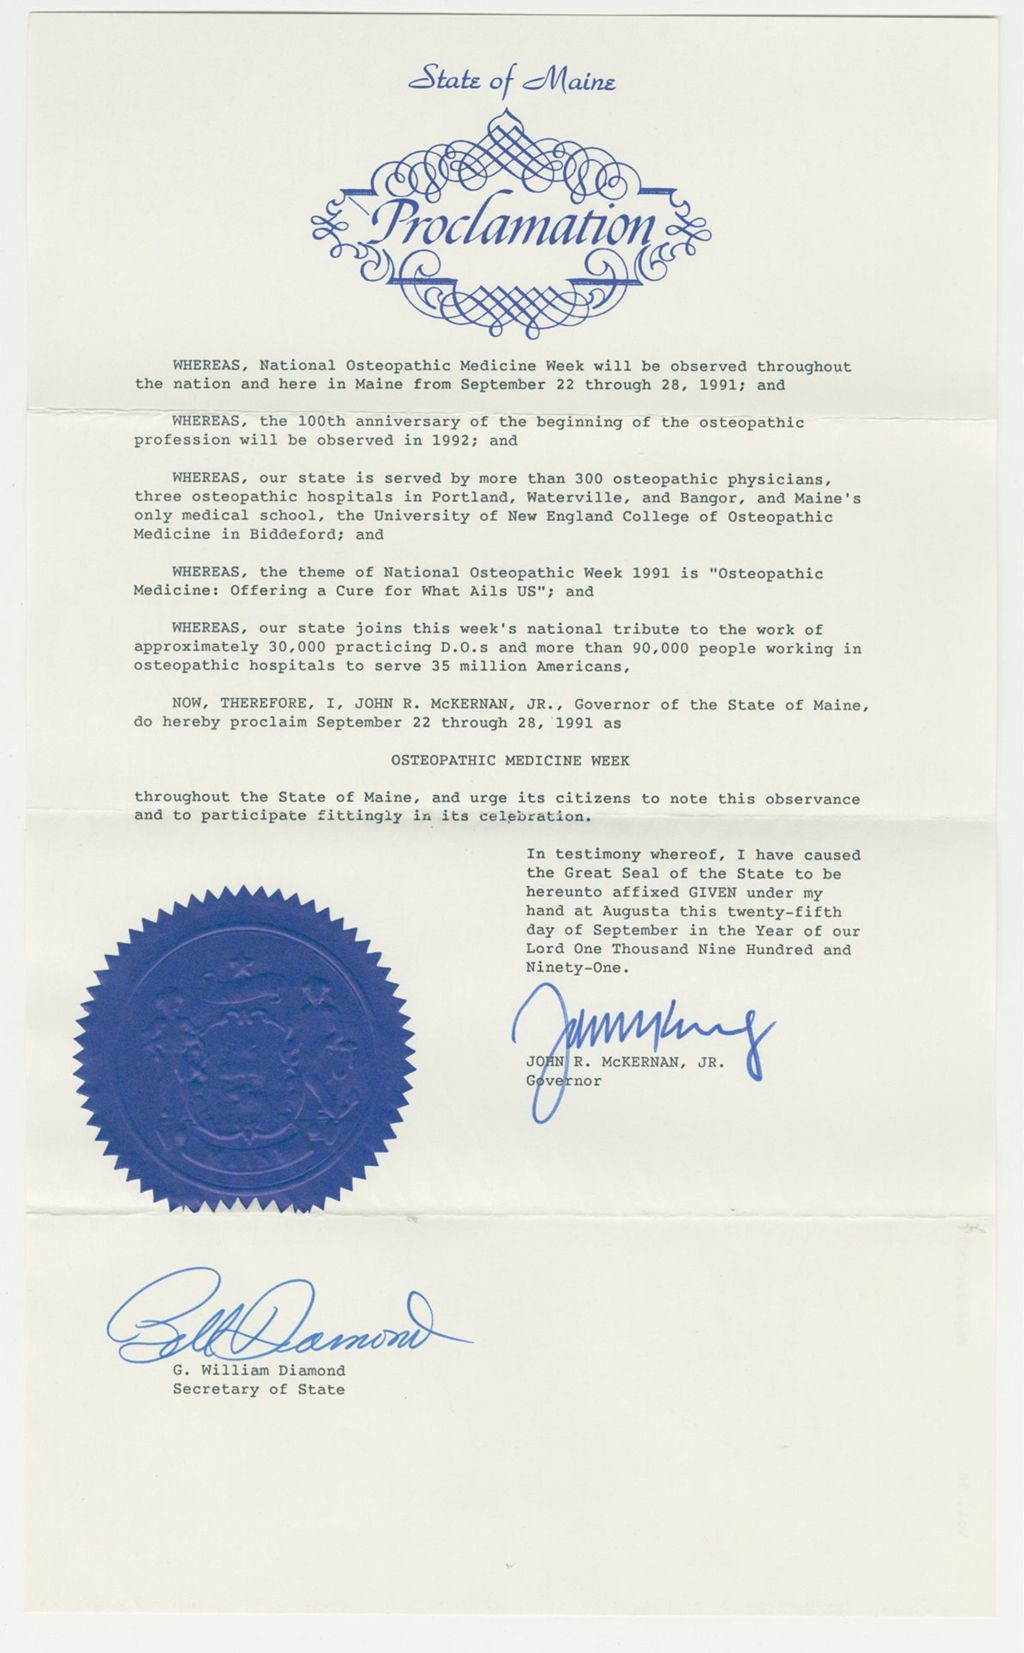 State of Maine
Proclamation
WHEREAS, National Osteopathic Medicine Week will be observed throughout
the nation and here in Maine from September 22 through 28, 1991; and
WHEREAS, the 100th anniversary of the beginning of the osteopathic
profession will be observed in 1992; and
WHEREAS, our state is served by more than 300 osteopathic physicians,
three osteopathic hospitals in Portland, Waterville, and Bangor, and Maine's
only medical school, the University of New England College of Osteopathic
Medicine in Biddeford; and
WHEREAS, the theme of National Osteopathic Week 1991 is "Osteopathic
Medicine: Offering a Cure for What Ails US"; and
WHEREAS, our state joins this week's national tribute to the work of
approximately 30,000 practicing D.O.s and more than 90,000 people working in
osteopathic hospitals to serve 35 million Americans,
NOW, THEREFORE, I, JOHN R. McKERNAN, JR., Governor of the State of Maine,
do hereby proclaim September 22 through 28, 1991 as
OSTEOPATHIC MEDICINE WEEK
throughout the State of Maine, and urge its citizens to note this observance
and to participate fittingly in its celebration.
In testimony whereof, I have caused
the Great Seal of the State to be
hereunto affixed GIVEN under my
hand at Augusta this twenty-fifth
day of September in the Year of our
Lord One Thousand Nine Hundred and
Ninety-One.
JOHN R. McKERNAN, JR.
Governor
Bill Diamond
G. William Diamond
Secretary of State